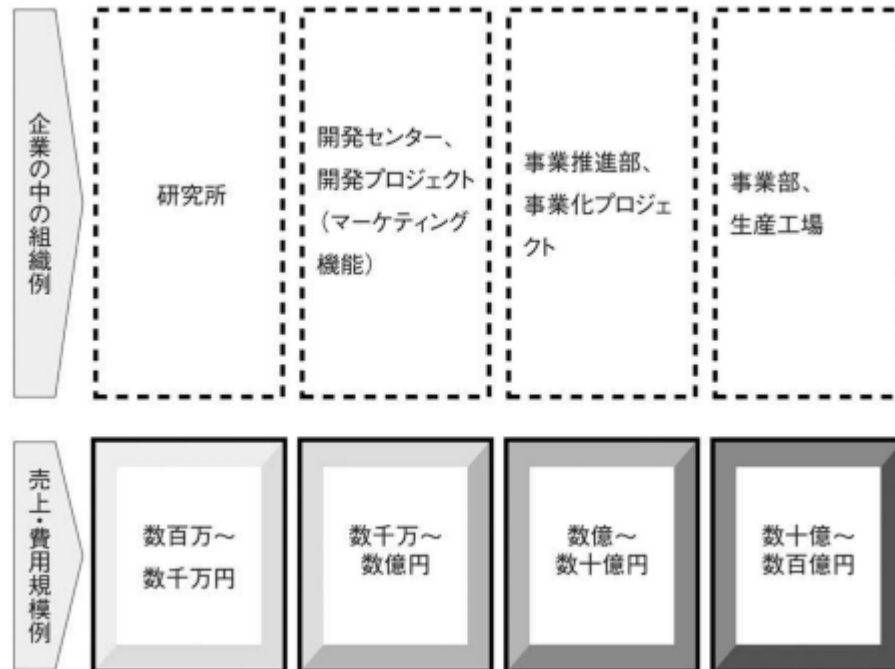 企業の中の組織例
研究所
開発センター、
開発プロジェクト
（マーケティング
機能）
事業推進部、
事業化プロジェ
クト
事業部、
生産工場
売上・費用規模例
数百万～
数千万円
数千万～
数億円
数億～
数十億円
数十億～
数百億円